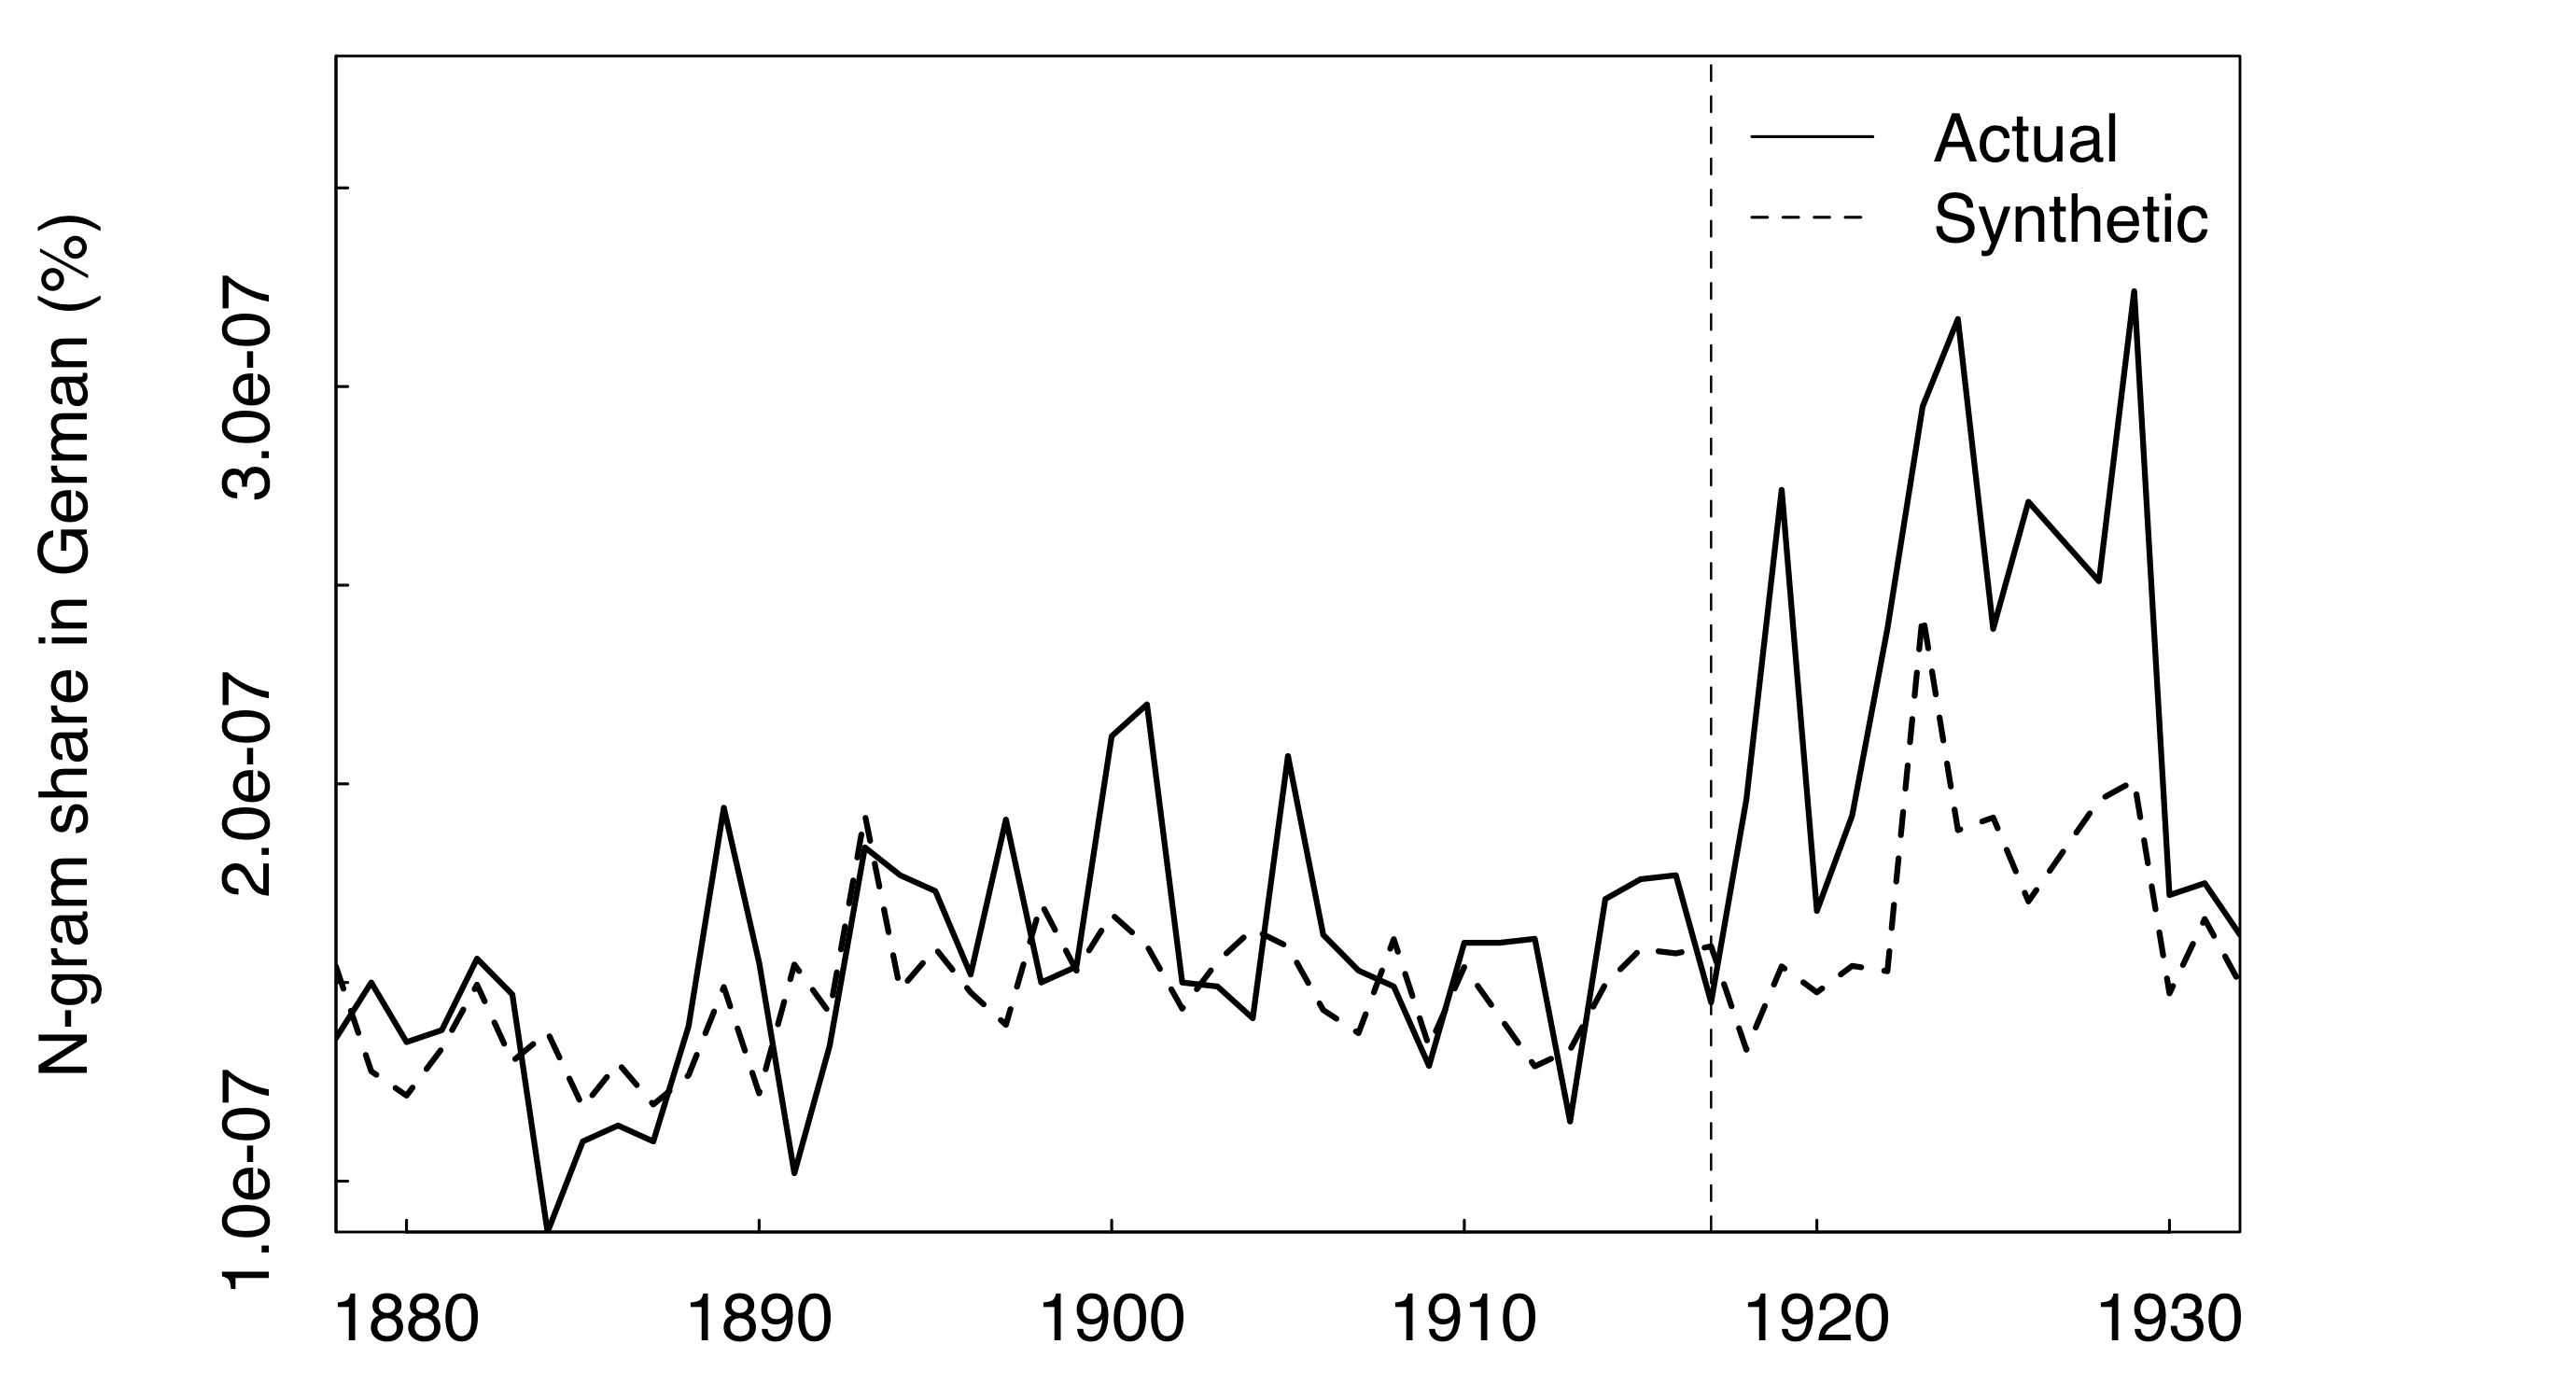 Actual
Synthetic
N-gram share in German (%)
3.0e-07
2.0e-07
1.0e-07
1880 1890 1900 1910 1920 1930